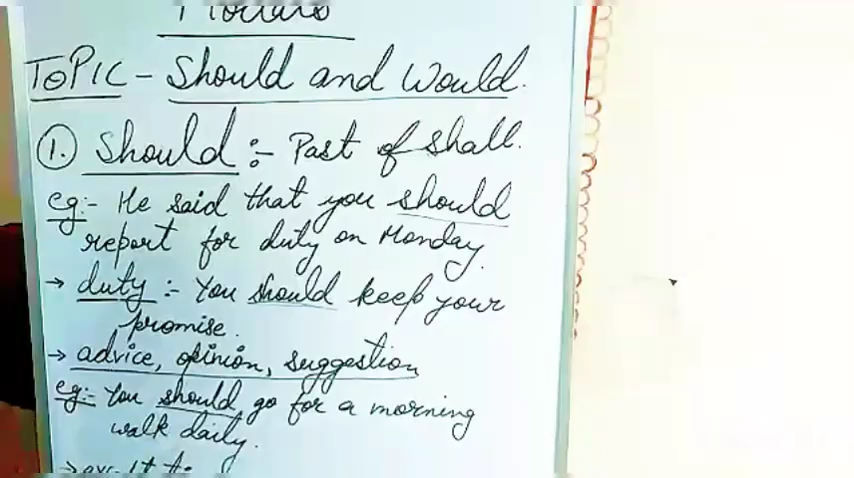 Modals
TOPIC - Should and Would.
1. Should :- Past of shall.
eg:- He said that you should
report for duty on Monday.
→ duty :- You should keep your
promise.
→ advice, opinion, suggestion
eg:- You should go for a morning
walk daily.